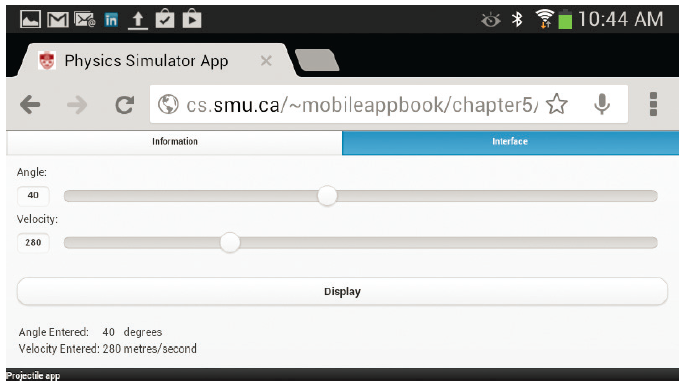 10:44 AM
Physics Simulator App
cs.smu.ca/~mobileappbook/chapter5/
Information Interface
Angle:
40
Velocity:
280
Display
Angle Entered: 40 degrees
Velocity Entered: 280 metres/second
Projectile app